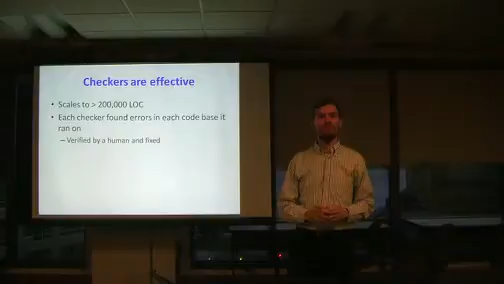 Checkers are effective
• Scales to > 200,000 LOC
• Each checker found errors in each code base it
ran on
– Verified by a human and fixed